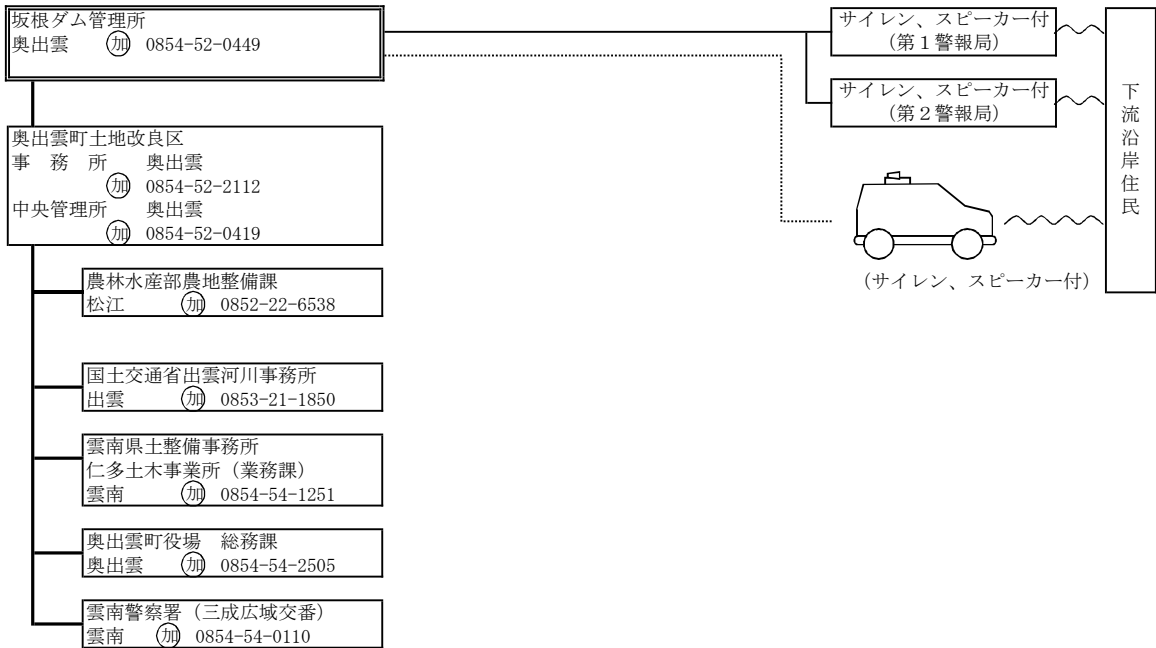 坂根ダム管理所
奥出雲　㋕加 0854-52-0449
奥出雲町土地改良区
事　務　所　　奥出雲
加 0854-52-2112
中央管理所　　奥出雲
加 0854-52-0419
農林水産部農地整備課
松江　加 0852-22-6538
国土交通省出雲河川事務所
出雲　加 0853-21-1850
雲南県土整備事務所
仁多土木事業所（業務課）
雲南　加 0854-54-1251
奥出雲町役場　総務課
奥出雲　加 0854-54-2505
雲南警察署（三成広域交番）
雲南　加 0854-54-0110
サイレン、スピーカー付
（第１警報局）
サイレン、スピーカー付
（第２警報局）
（サイレン、スピーカー付）
下流沿岸住民